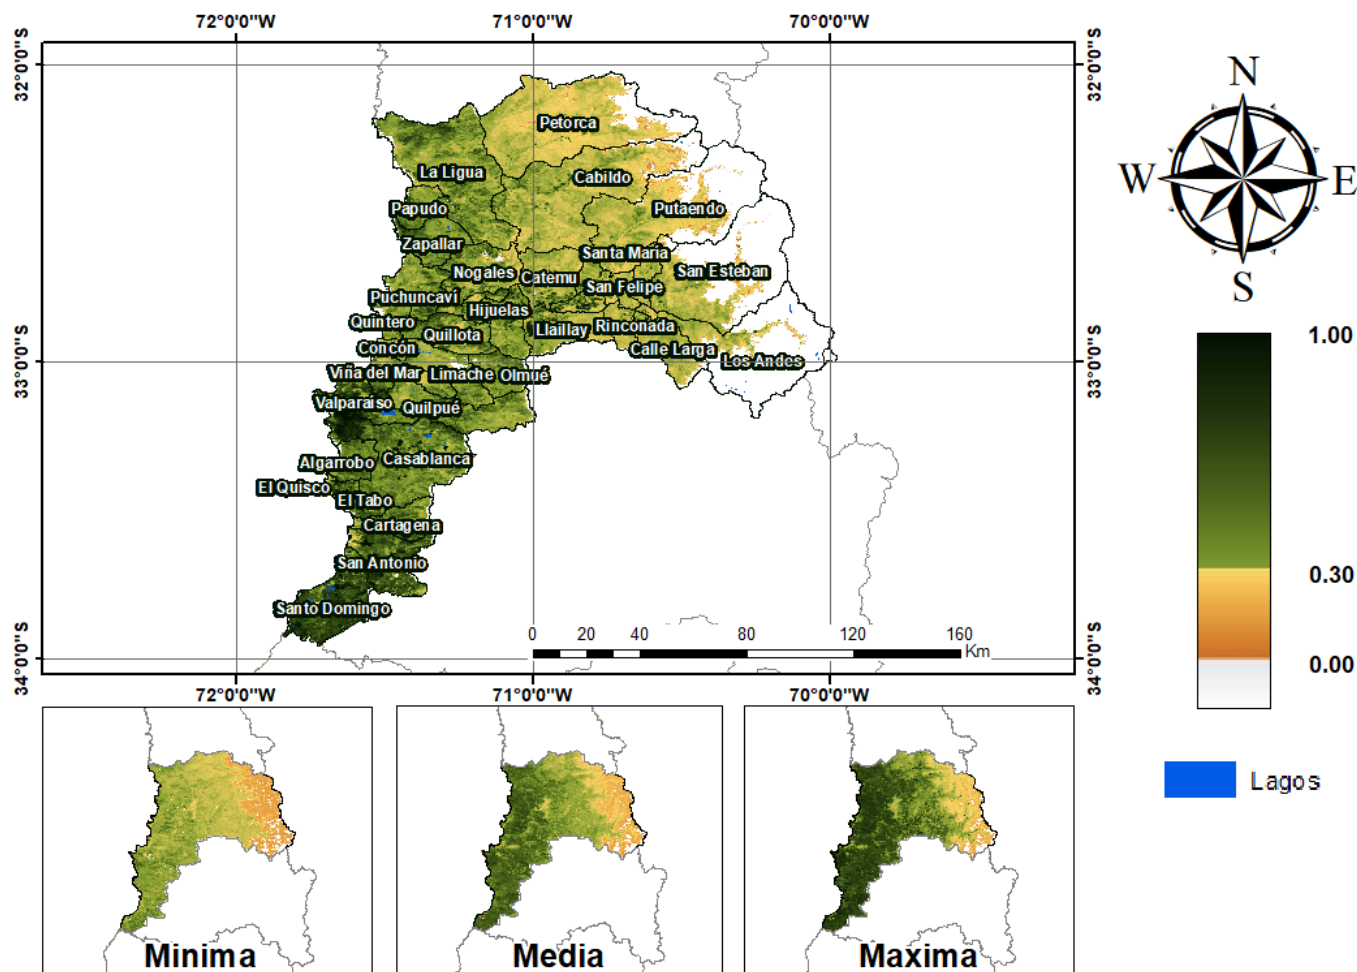 72°0'0"W
71°0'0"W
70°0'0"W
32°0'0"S
32°0'0"S
N
W
E
S
Petorca
La Ligua
Cabildo
Papudo
Putaendo
Zapallar
Santa María
Nogales
Catemu
San Esteban
Puchuncaví
San Felipe
Hijuelas
Quintero
Quillota
Llaillay
Rinconada
Concón
Calle Larga
Los Andes
33°0'0"S
33°0'0"S
Viña del Mar
Limache
Olmué
Valparaíso
Quilpué
Algarrobo
Casablanca
El Quisco
El Tabo
Cartagena
San Antonio
Santo Domingo
0 20 40 80 120 160
Km
34°0'0"S
34°0'0"S
72°0'0"W
71°0'0"W
70°0'0"W
1.00
0.30
0.00
Lagos
Minima
Media
Maxima